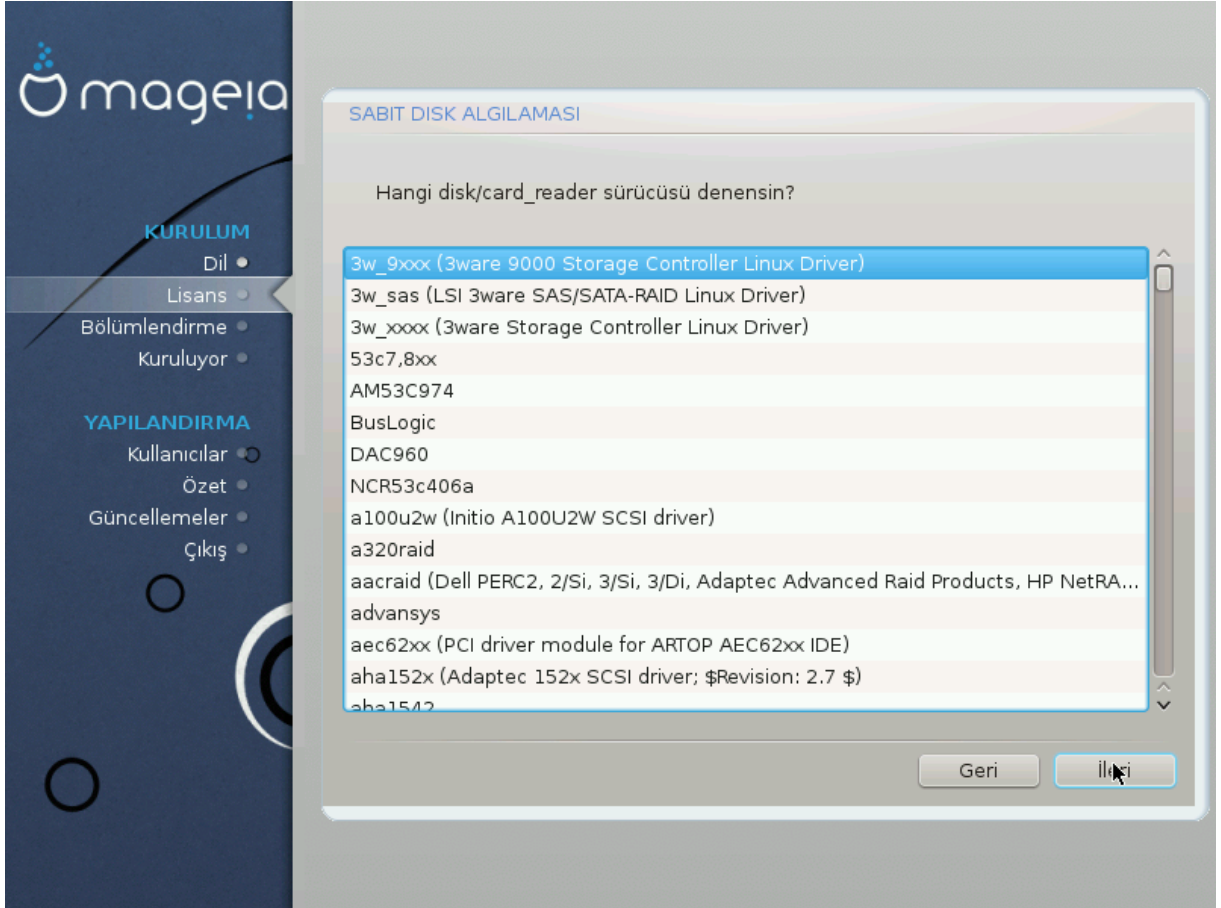 mageia
KURULUM
Dil
Lisans
Bölümlendirme
Kuruluyor
YAPILANDIRMA
Kullanıcılar
Özet
Güncellemeler
Çıkış
SABIT DISK ALGILAMASI
Hangi disk/card_reader sürücüsü denensin?
3w_9xxx (3ware 9000 Storage Controller Linux Driver)
3w_sas (LSI 3ware SAS/SATA-RAID Linux Driver)
3w_xxxx (3ware Storage Controller Linux Driver)
53c7,8xx
AM53C974
BusLogic
DAC960
NCR53c406a
a100u2w (Initio A100U2W SCSI driver)
a320raid
aacraid (Dell PERC2, 2/Si, 3/Si, 3/Di, Adaptec Advanced Raid Products, HP NetRA...
advansys
aec62xx (PCI driver module for ARTOP AEC62xx IDE)
aha152x (Adaptec 152x SCSI driver; $Revision: 2.7 $)
aha1542
Geri
İleri